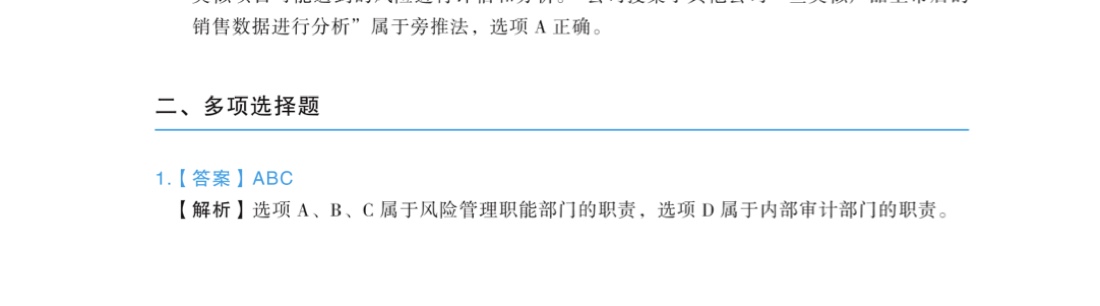 销售数据进行分析”属于旁推法，选项 A 正确。
二、多项选择题
1.【答案】ABC
【解析】选项 A、B、C 属于风险管理职能部门的职责，选项 D 属于内部审计部门的职责。